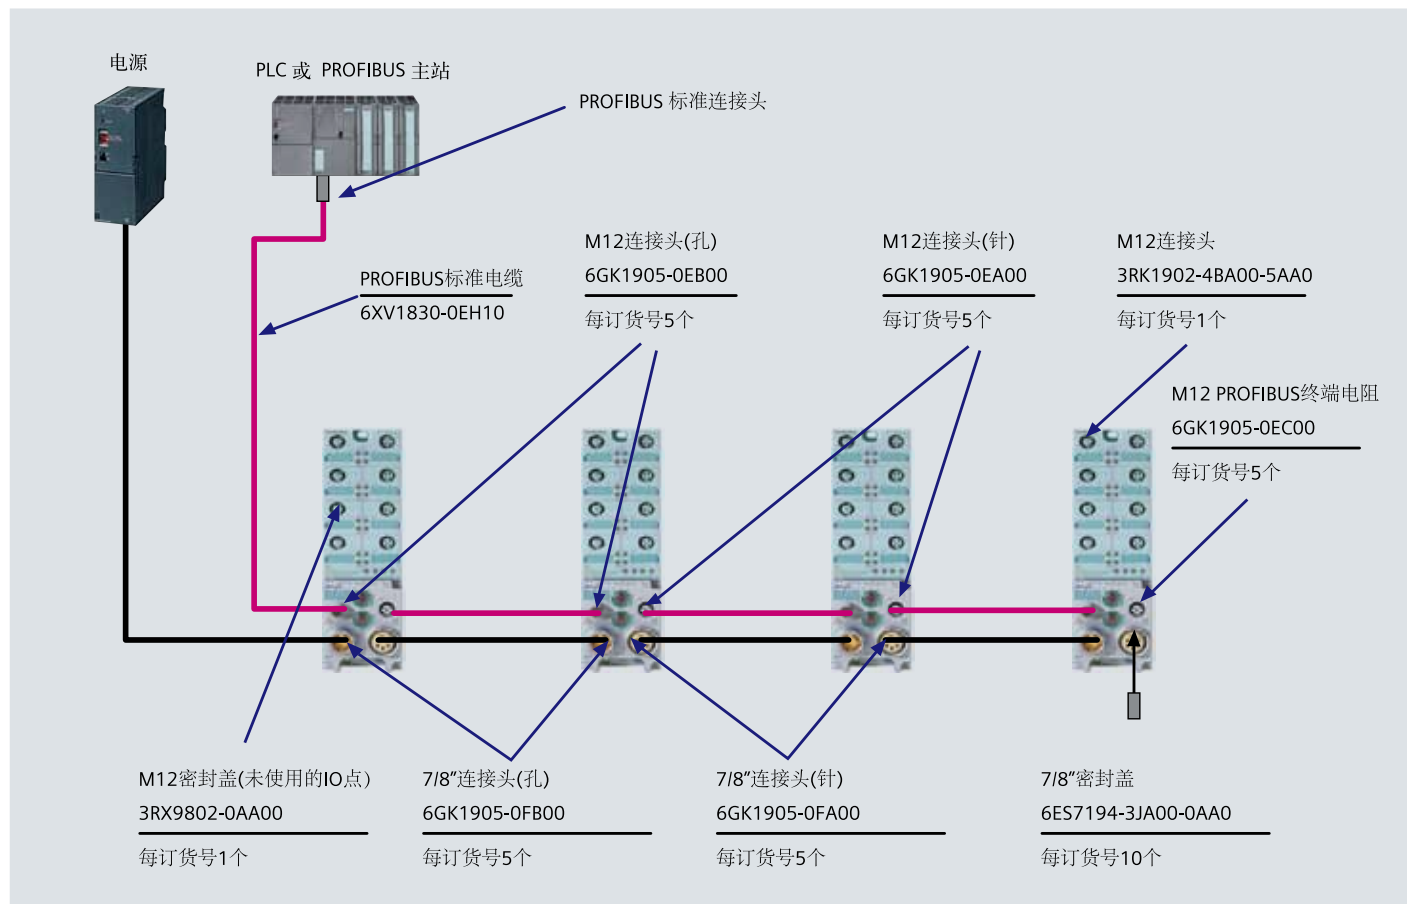 电源
PLC 或 PROFIBUS 主站
PROFIBUS 标准连接头
PROFIBUS标准电缆
6XV1830-0EH10
M12连接头(孔)
6GK1905-0EB00
每订货号5个
M12连接头(针)
6GK1905-0EA00
每订货号5个
M12连接头
3RK1902-4BA00-5AA0
每订货号1个
M12 PROFIBUS终端电阻
6GK1905-0EC00
每订货号5个
M12密封盖(未使用的IO点)
3RX9802-0AA00
每订货号1个
7/8"连接头(孔)
6GK1905-0FB00
每订货号5个
7/8"连接头(针)
6GK1905-0FA00
每订货号5个
7/8"密封盖
6ES7194-3JA00-0AA0
每订货号10个